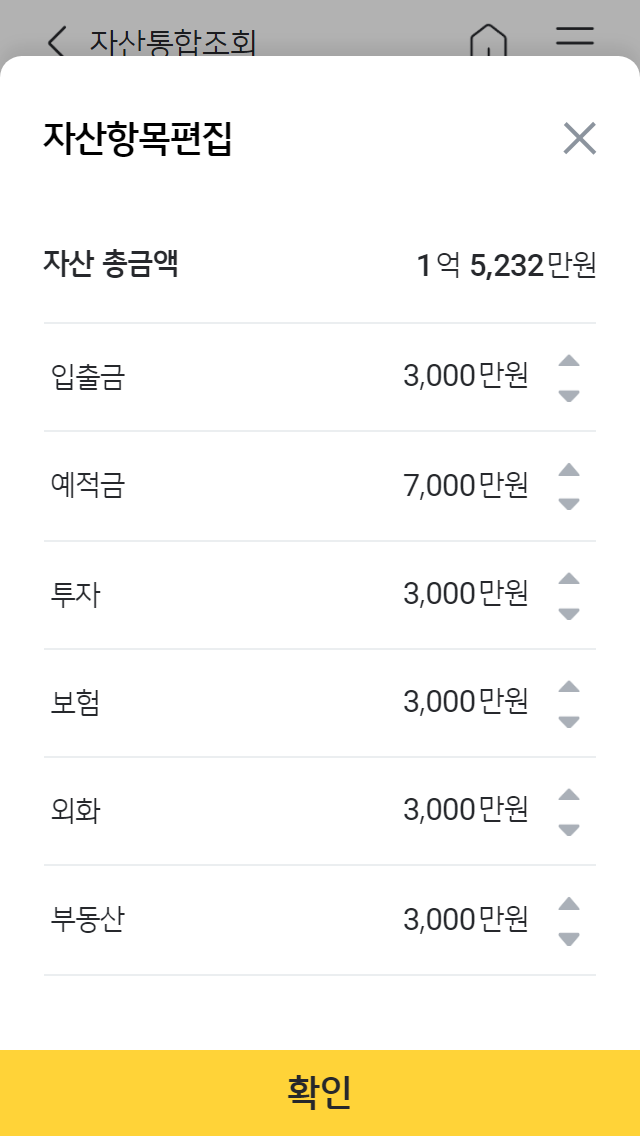 자산통합조회
자산항목편집
자산 총금액 1억 5,232만원
입출금 3,000만원
예적금 7,000만원
투자 3,000만원
보험 3,000만원
외화 3,000만원
부동산 3,000만원
확인